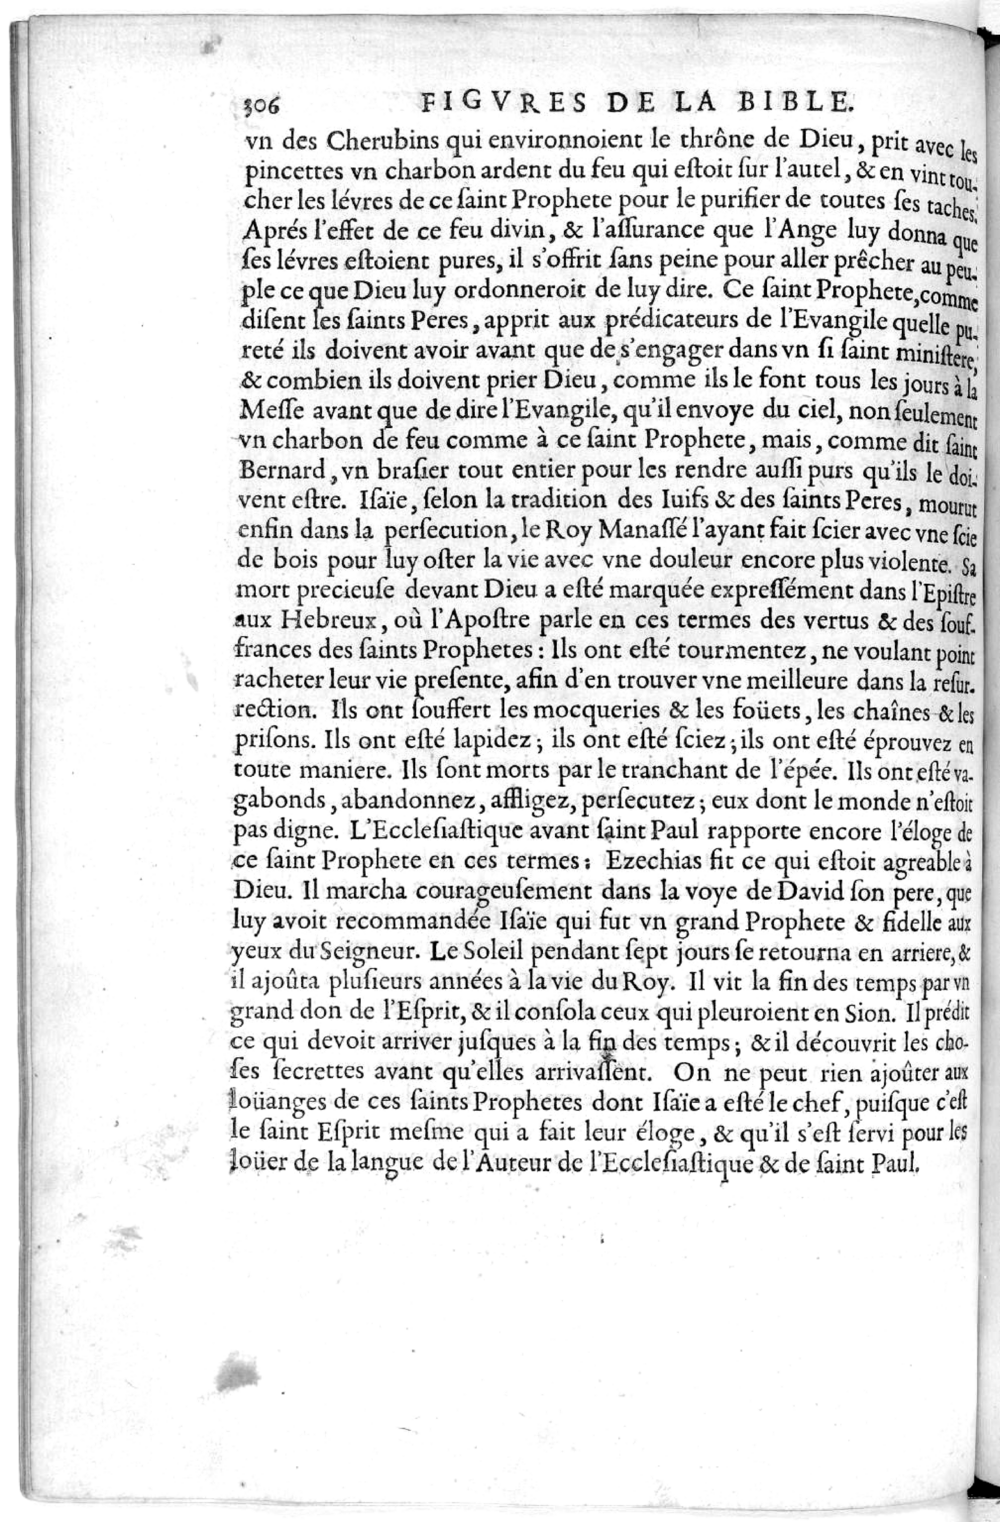 306 FIGVRES DE LA BIBLE.
vn des Cherubins qui environnoient le thrône de Dieu, prit avec les
pincettes vn charbon ardent du feu qui eſtoit ſur l'autel, & en vint tou-
cher les lévres de ce ſaint Prophete pour le purifier de toutes ſes taches.
Aprés l'effet de ce feu divin, & l'aſſurance que l'Ange luy donna que
ſes lévres eſtoient pures, il s'offrit ſans peine pour aller prêcher au peu-
ple ce que Dieu luy ordonneroit de luy dire. Ce ſaint Prophete, comme
diſent les ſaints Peres, apprit aux prédicateurs de l'Evangile quelle pu-
reté ils doivent avoir avant que de s'engager dans vn ſi ſaint miniſtere,
& combien ils doivent prier Dieu, comme ils le font tous les jours à la
Meſſe avant que de dire l'Evangile, qu'il envoye du ciel, non ſeulement
vn charbon de feu comme à ce ſaint Prophete, mais, comme dit ſaint
Bernard, vn braſier tout entier pour les rendre auſſi purs qu'ils le doi-
vent eſtre. Iſaïe, ſelon la tradition des Iuifs & des ſaints Peres, mourut
enfin dans la perſecution, le Roy Manaſſé l'ayant fait ſcier avec vne ſcie
de bois pour luy oſter la vie avec vne douleur encore plus violente. Sa
mort precieuſe devant Dieu a eſté marquée expreſſément dans l'Epiſtre
aux Hebreux, où l'Apoſtre parle en ces termes des vertus & des ſouf-
frances des ſaints Prophetes : Ils ont eſté tourmentez, ne voulant point
racheter leur vie preſente, afin d'en trouver vne meilleure dans la reſur-
rection. Ils ont ſouffert les mocqueries & les foüets, les chaînes & les
priſons. Ils ont eſté lapidez ; ils ont eſté ſciez ; ils ont eſté éprouvez en
toute maniere. Ils ſont morts par le tranchant de l'épée. Ils ont eſté va-
gabonds, abandonnez, affligez, perſecutez ; eux dont le monde n'eſtoit
pas digne. L'Eccleſiaſtique avant ſaint Paul rapporte encore l'éloge de
ce ſaint Prophete en ces termes : Ezechias fit ce qui eſtoit agreable à
Dieu. Il marcha courageuſement dans la voye de David ſon pere, que
luy avoit recommandée Iſaïe qui fut vn grand Prophete & fidelle aux
yeux du Seigneur. Le Soleil pendant ſept jours ſe retourna en arriere, &
il ajoûta pluſieurs années à la vie du Roy. Il vit la fin des temps par vn
grand don de l'Eſprit, & il conſola ceux qui pleuroient en Sion. Il prédit
ce qui devoit arriver juſques à la fin des temps ; & il découvrit les cho-
ſes ſecrettes avant qu'elles arrivaſſent. On ne peut rien ajoûter aux
loüanges de ces ſaints Prophetes dont Iſaïe a eſté le chef, puiſque c'eſt
le ſaint Eſprit meſme qui a fait leur éloge, & qu'il s'eſt ſervi pour les
loüer de la langue de l'Auteur de l'Eccleſiaſtique & de ſaint Paul.